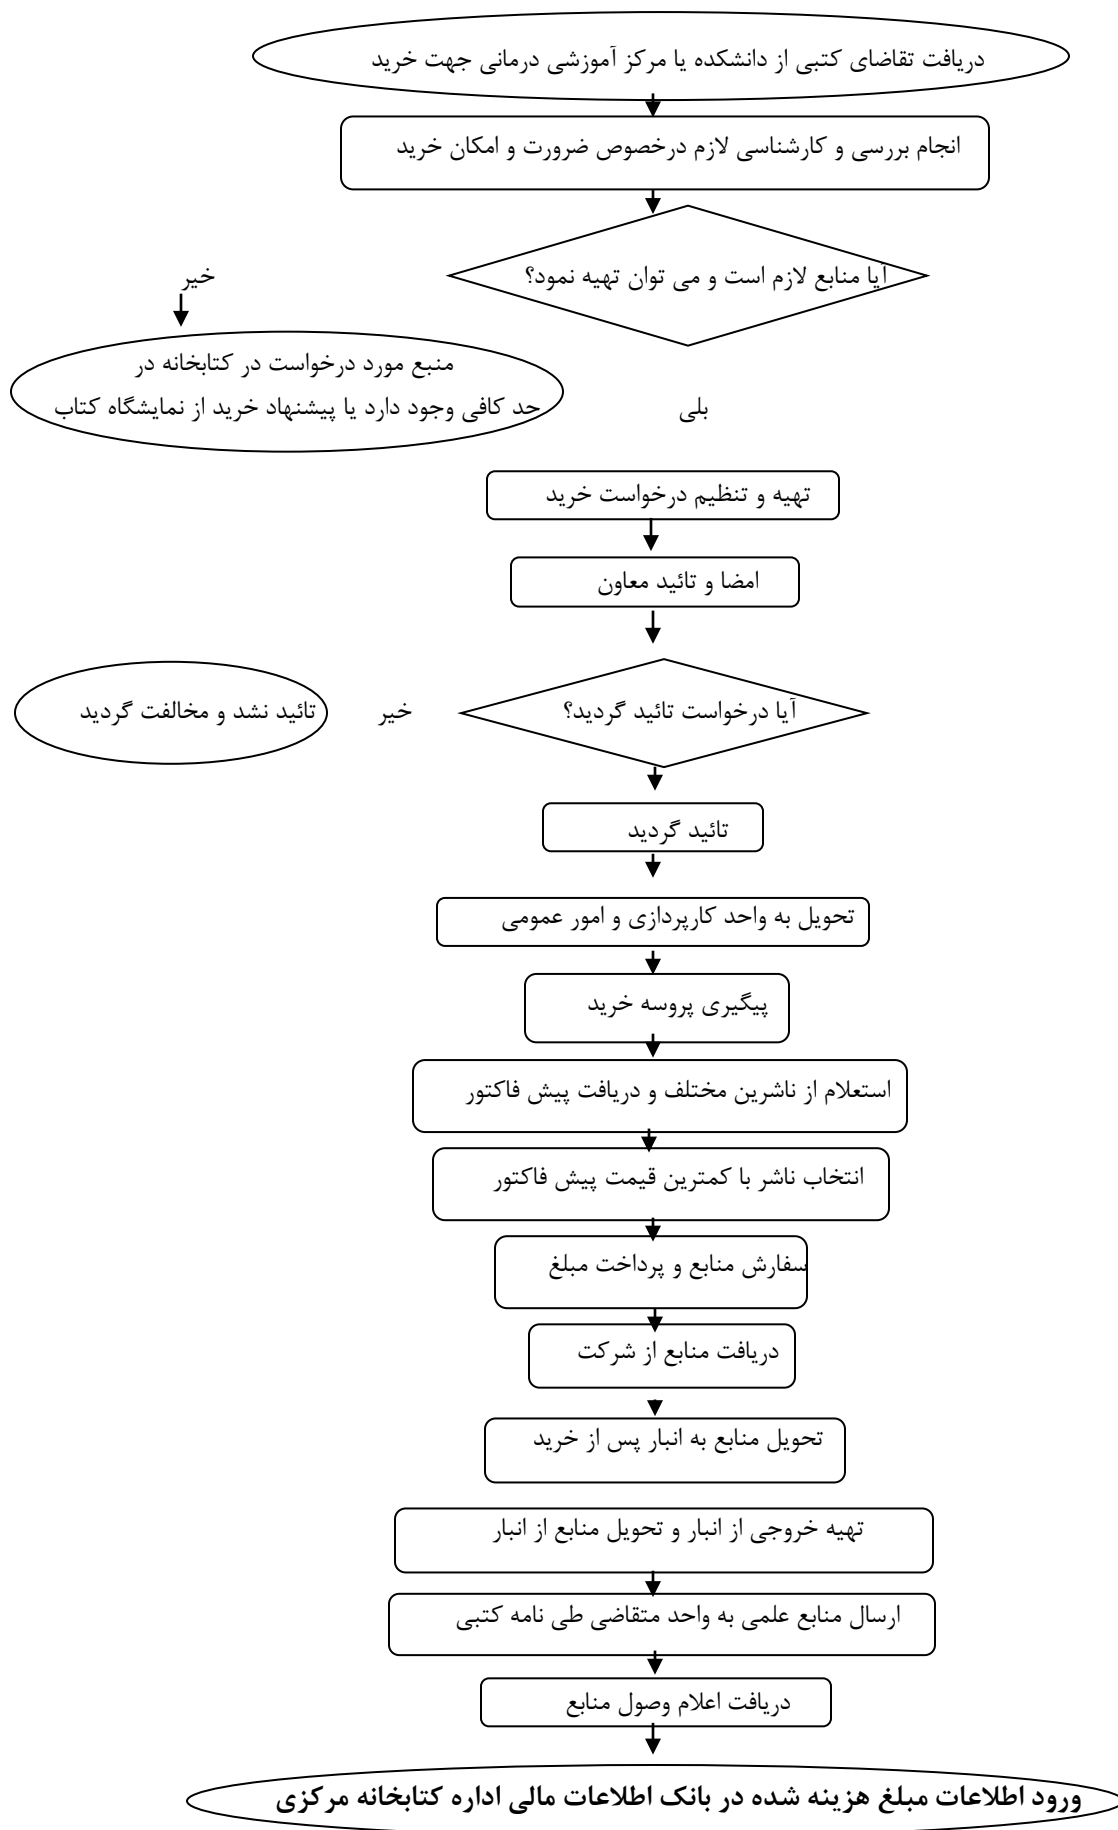 دریافت تقاضای کتبی از دانشکده یا مرکز آموزشی درمانی جهت خرید
انجام بررسی و کارشناسی لازم درخصوص ضرورت و امکان خرید
آیا منابع لازم است و می توان تهیه نمود؟
خیر
منبع مورد درخواست در کتابخانه در
حد کافی وجود دارد یا پیشنهاد خرید از نمایشگاه کتاب
بلی
تهیه و تنظیم درخواست خرید
امضا و تائید معاون
آیا درخواست تائید گردید؟
خیر
تائید نشد و مخالفت گردید
تائید گردید
تحویل به واحد کارپردازی و امور عمومی
پیگیری پروسه خرید
استعلام از ناشرین مختلف و دریافت پیش فاکتور
انتخاب ناشر با کمترین قیمت پیش فاکتور
سفارش منابع و پرداخت مبلغ
دریافت منابع از شرکت
تحویل منابع به انبار پس از خرید
تهیه خروجی از انبار و تحویل منابع از انبار
ارسال منابع علمی به واحد متقاضی طی نامه کتبی
دریافت اعلام وصول منابع
ورود اطلاعات مبلغ هزینه شده در بانک اطلاعات مالی اداره کتابخانه مرکزی